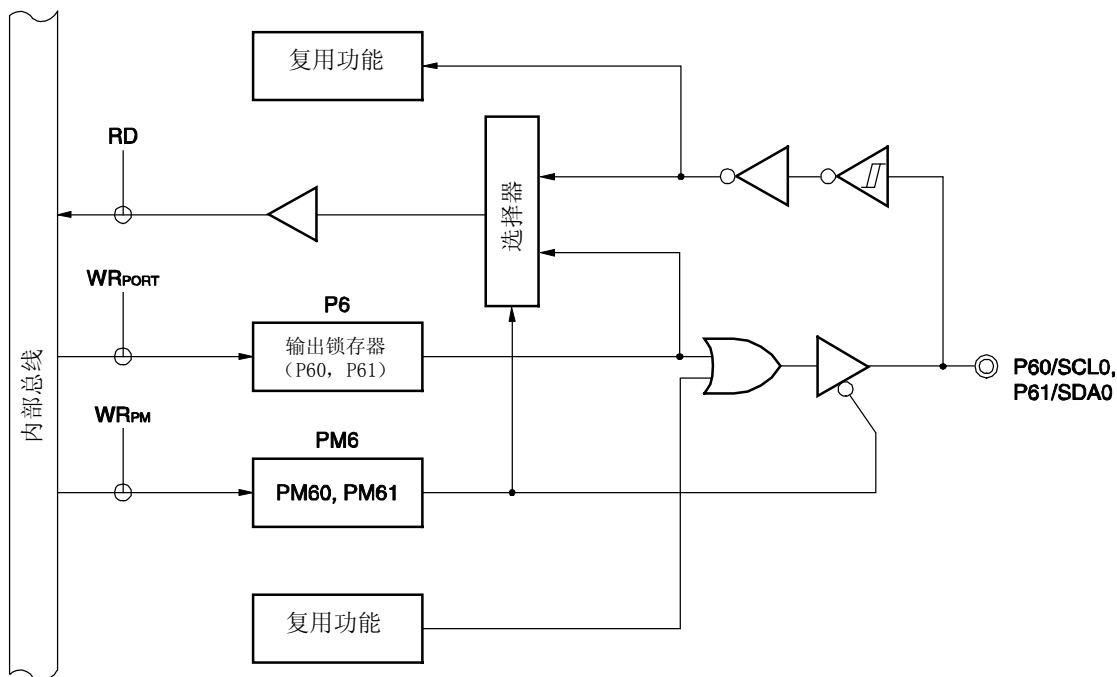 复用功能
RD
选择器
WRPORT
P6
输出锁存器
（P60，P61）
内部总线
P60/SCL0,
P61/SDA0
WRPM
PM6
PM60, PM61
复用功能